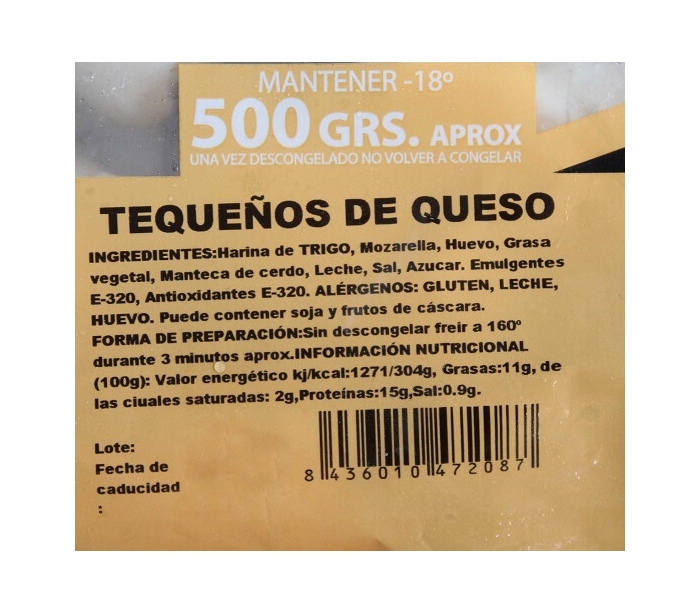 MANTENER -18º
500 GRS. APROX
UNA VEZ DESCONGELADO NO VOLVER A CONGELAR
TEQUEÑOS DE QUESO
INGREDIENTES:Harina de TRIGO, Mozarella, Huevo, Grasa
vegetal, Manteca de cerdo, Leche, Sal, Azucar. Emulgentes
E-320, Antioxidantes E-320. ALÉRGENOS: GLUTEN, LECHE,
HUEVO. Puede contener soja y frutos de cáscara.
FORMA DE PREPARACIÓN:Sin descongelar freir a 160º
durante 3 minutos aprox.INFORMACIÓN NUTRICIONAL
(100g): Valor energético kj/kcal:1271/304g, Grasas:11g, de
las ciuales saturadas: 2g,Proteínas:15g,Sal:0.9g.
Lote:
Fecha de
caducidad
:
8 436010 472087